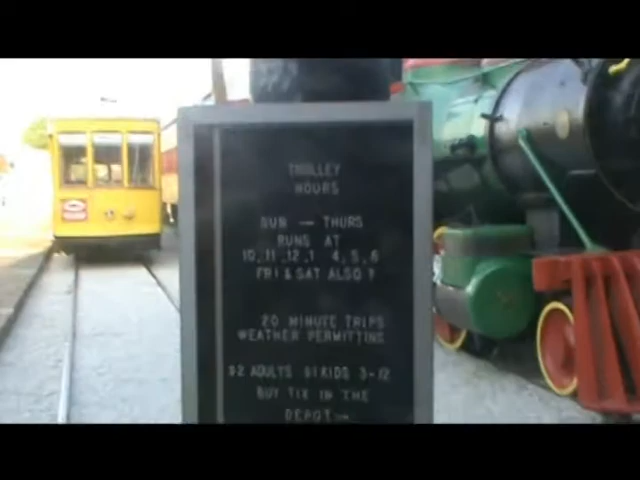 TROLLEY
HOURS
SUN — THURS
RUNS AT
10, 11, 12, 1 4, 5, 6
FRI & SAT ALSO 7
20 MINUTE TRIPS
WEATHER PERMITTING
$2 ADULTS $1 KIDS 3-12
BUY TIX IN THE
DEPOT